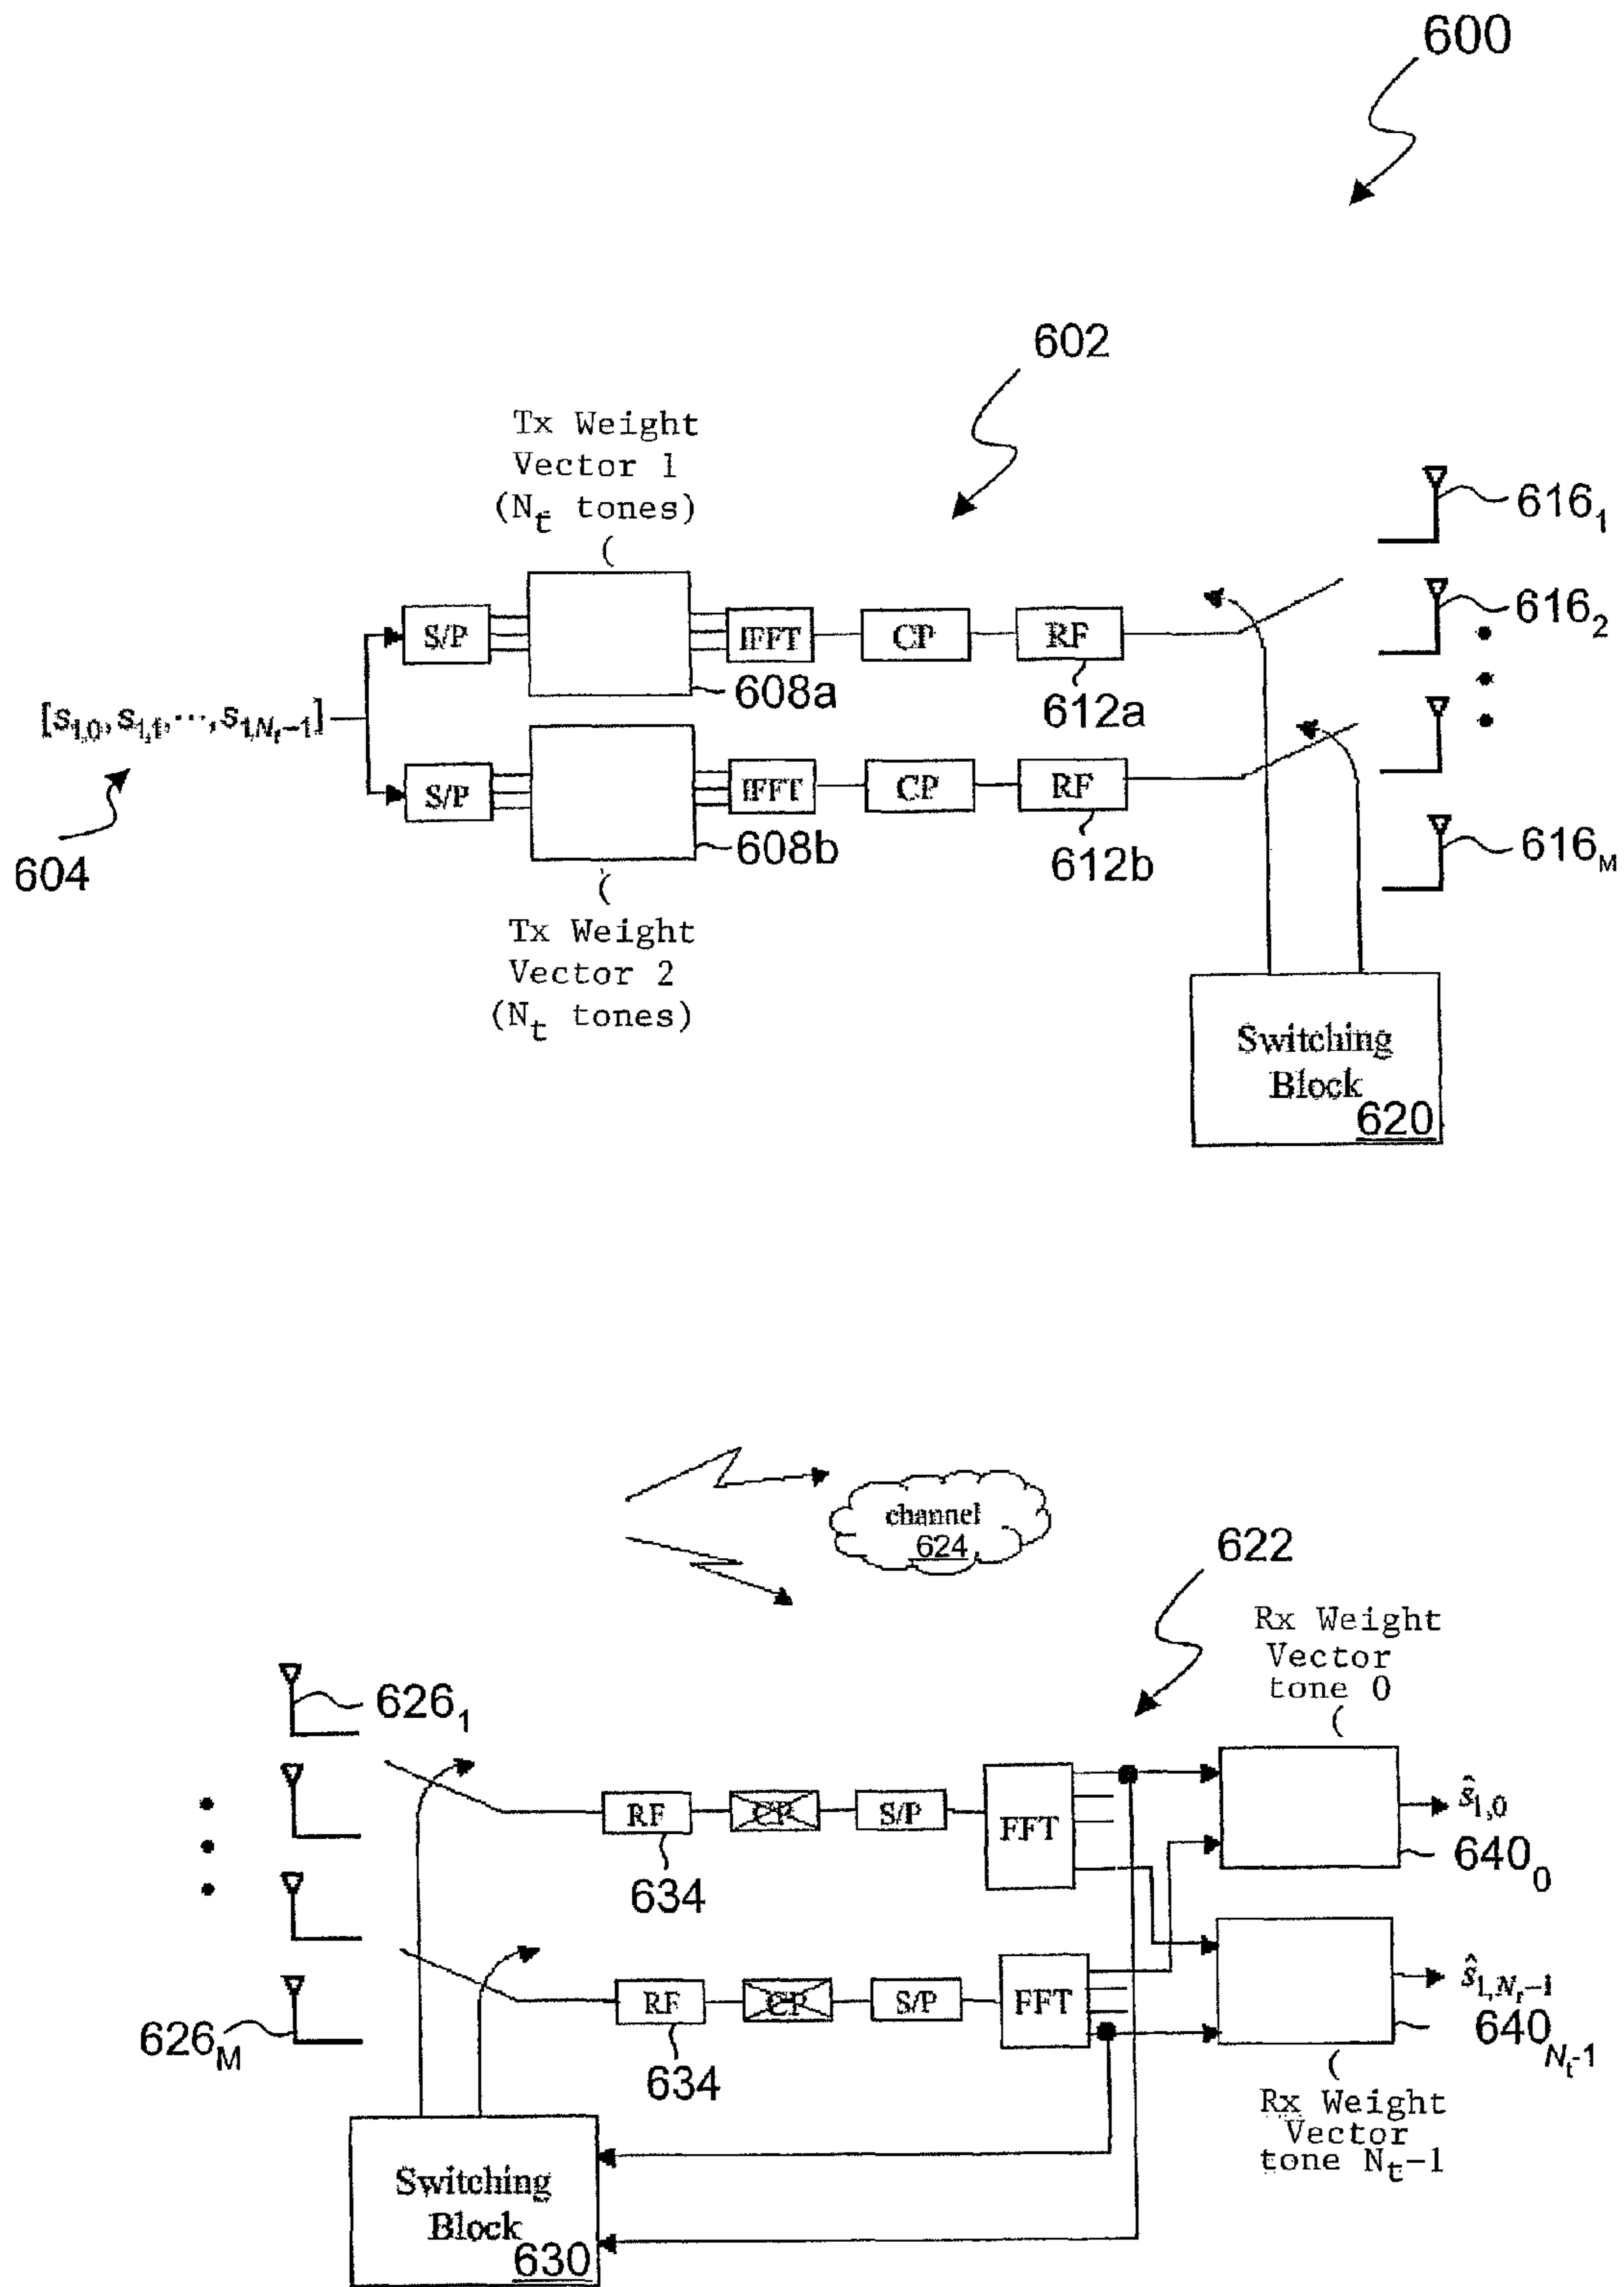 600
602
Tx Weight
Vector 1
(Nt tones)
616₁
616₂
S/P
IFFT
CP
RF
608a
612a
[s1,0, s1,1, ⋯, s1,Nt−1]
S/P
IFFT
CP
RF
604
608b
612b
616M
Tx Weight
Vector 2
(Nt tones)
Switching
Block
620
channel
624
622
Rx Weight
Vector
tone 0
626₁
RF
CP
S/P
FFT
ŝ1,0
634
640₀
RF
CP
S/P
FFT
ŝ1,Nt−1
626M
634
640Nt-1
Rx Weight
Vector
tone Nt-1
Switching
Block
630